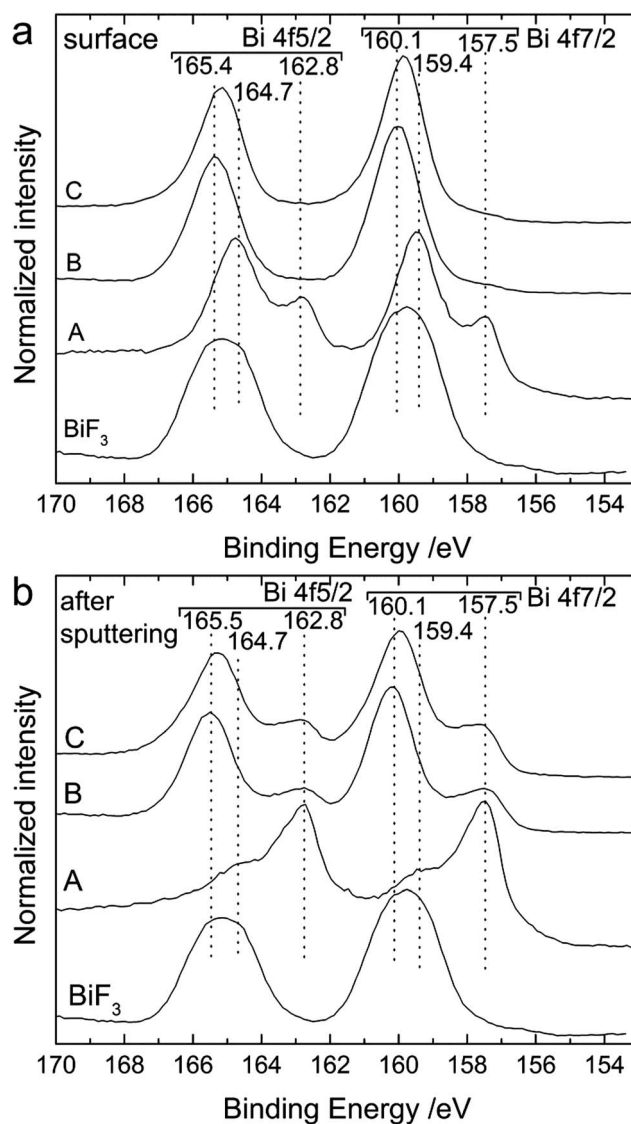 a
surface
Bi 4f5/2
165.4
162.8
164.7
160.1
157.5
Bi 4f7/2
159.4
C
B
A
BiF3
Normalized intensity
170 168 166 164 162 160 158 156 154
Binding Energy /eV
b
after
sputtering
Bi 4f5/2
165.5
162.8
164.7
160.1
157.5
Bi 4f7/2
159.4
C
B
A
BiF3
Normalized intensity
170 168 166 164 162 160 158 156 154
Binding Energy /eV